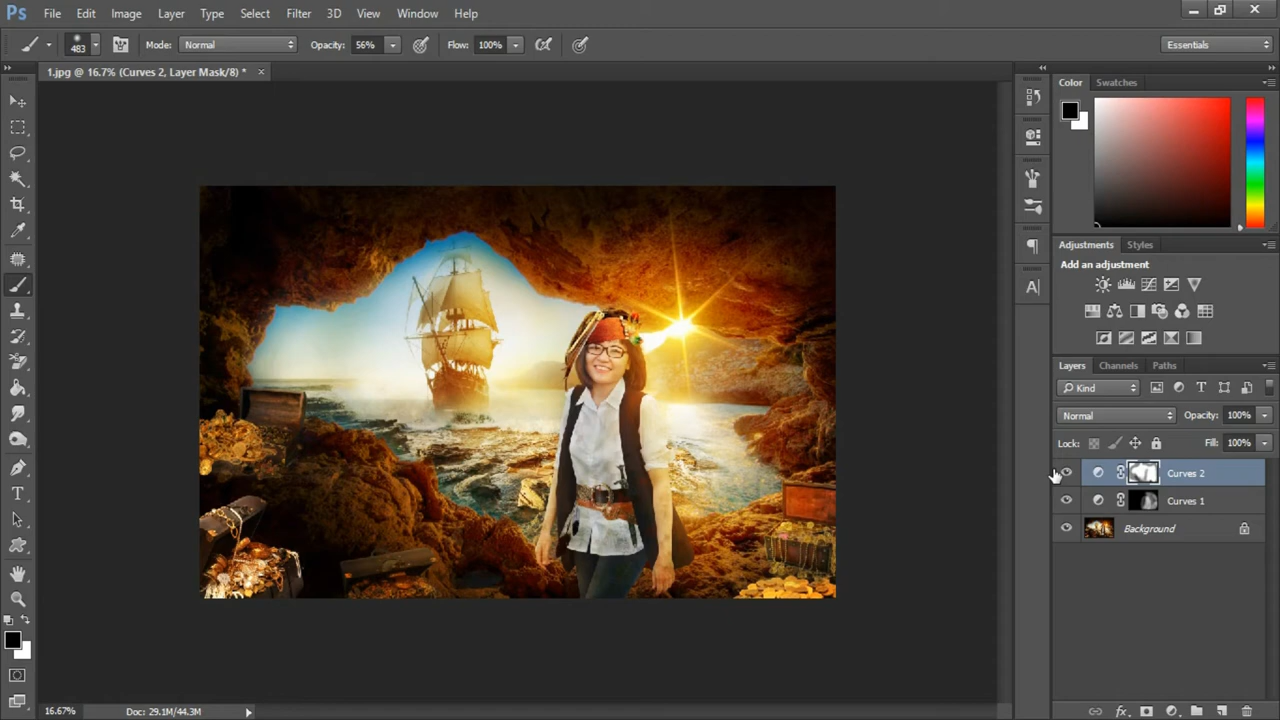 Ps File Edit Image Layer Type Select Filter 3D View Window Help
483 Mode: Normal Opacity: 56% Flow: 100% Essentials
1.jpg @ 16.7% (Curves 2, Layer Mask/8) * ×
Color Swatches
Adjustments Styles
Add an adjustment
Layers Channels Paths
Kind
Normal Opacity: 100%
Lock: Fill: 100%
Curves 2
Curves 1
Background
16.67% Doc: 29.1M/44.3M